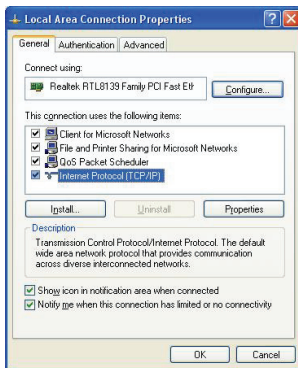 Local Area Connection Properties
General Authentication Advanced
Connect using:
Realtek RTL8139 Family PCI Fast Eth
Configure...
This connection uses the following items:
Client for Microsoft Networks
File and Printer Sharing for Microsoft Networks
QoS Packet Scheduler
Internet Protocol (TCP/IP)
Install... Uninstall Properties
Description
Transmission Control Protocol/Internet Protocol. The default
wide area network protocol that provides communication
across diverse interconnected networks.
Show icon in notification area when connected
Notify me when this connection has limited or no connectivity
OK Cancel